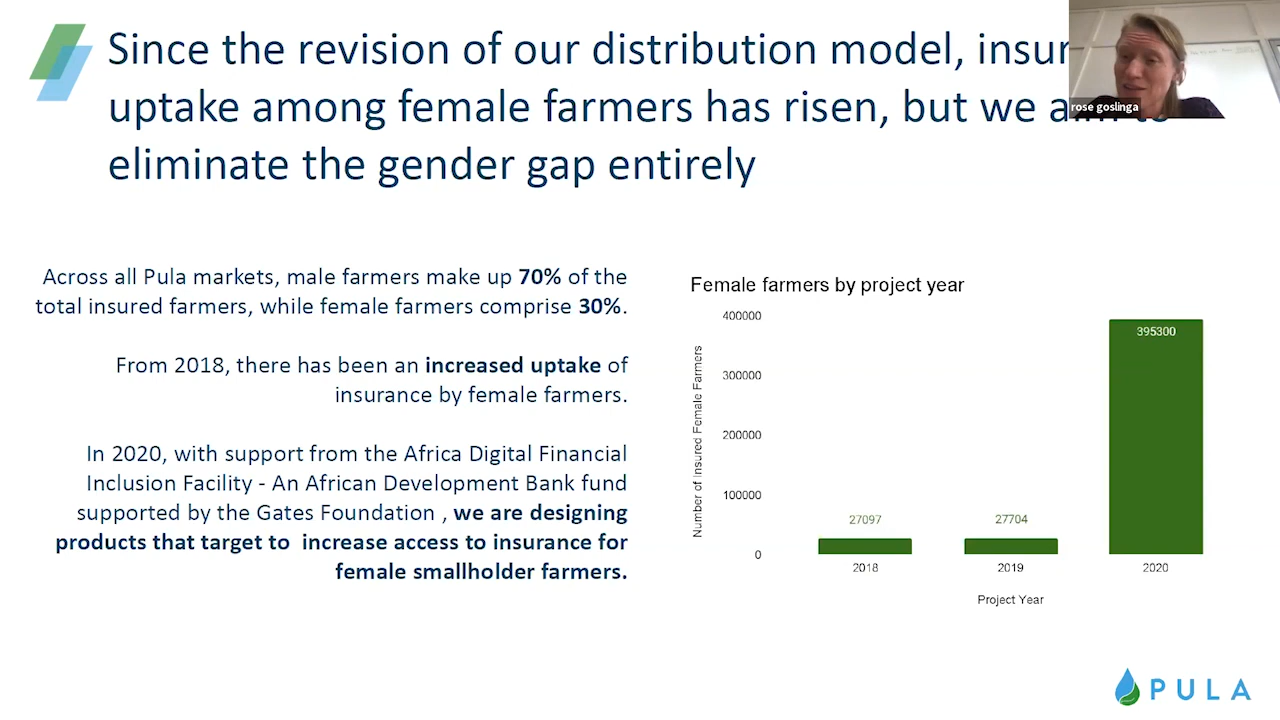 Since the revision of our distribution model, insur
uptake among female farmers has risen, but we aim to
eliminate the gender gap entirely
rose goslinga
Across all Pula markets, male farmers make up 70% of the
total insured farmers, while female farmers comprise 30%.
From 2018, there has been an increased uptake of
insurance by female farmers.
In 2020, with support from the Africa Digital Financial
Inclusion Facility - An African Development Bank fund
supported by the Gates Foundation , we are designing
products that target to  increase access to insurance for
female smallholder farmers.
Female farmers by project year
Number of Insured Female Farmers
400000
300000
200000
100000
0
27097
27704
395300
2018
2019
2020
Project Year
PULA